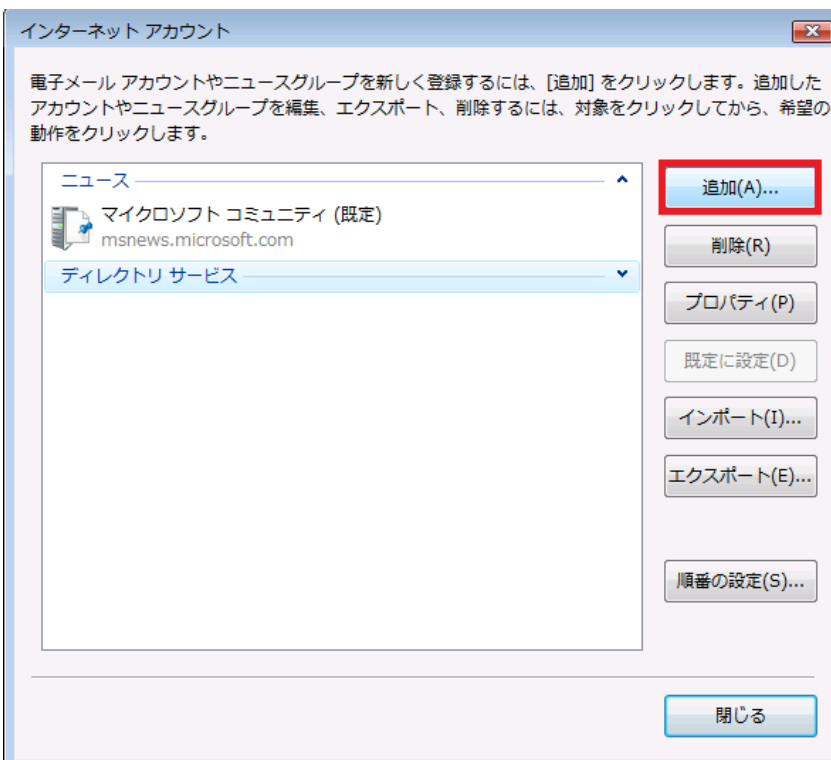 インターネット アカウント
電子メール アカウントやニュースグループを新しく登録するには、[追加] をクリックします。追加した
アカウントやニュースグループを編集、エクスポート、削除するには、対象をクリックしてから、希望の
動作をクリックします。
ニュース
マイクロソフト コミュニティ (既定)
msnews.microsoft.com
ディレクトリ サービス
追加(A)...
削除(R)
プロパティ(P)
既定に設定(D)
インポート(I)...
エクスポート(E)...
順番の設定(S)...
閉じる